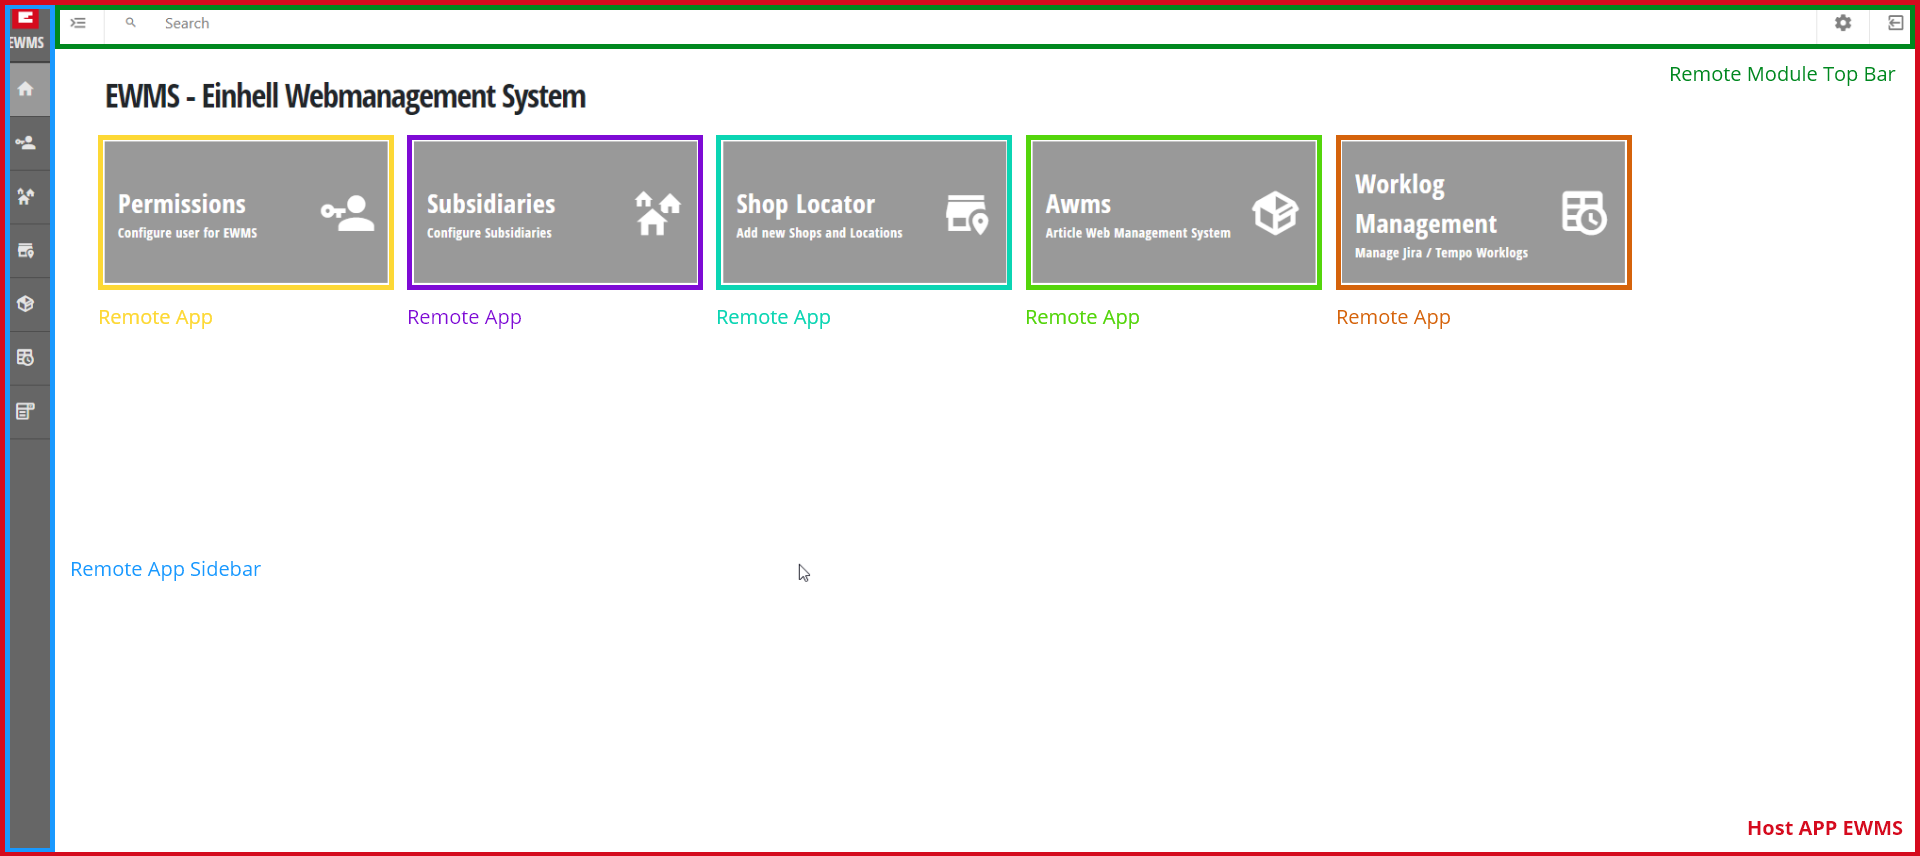 EWMS
Search
Remote Module Top Bar
EWMS - Einhell Webmanagement System
Permissions
Configure user for EWMS
Subsidiaries
Configure Subsidiaries
Shop Locator
Add new Shops and Locations
Awms
Article Web Management System
Worklog
Management
Manage Jira / Tempo Worklogs
Remote App
Remote App
Remote App
Remote App
Remote App
Remote App Sidebar
Host APP EWMS